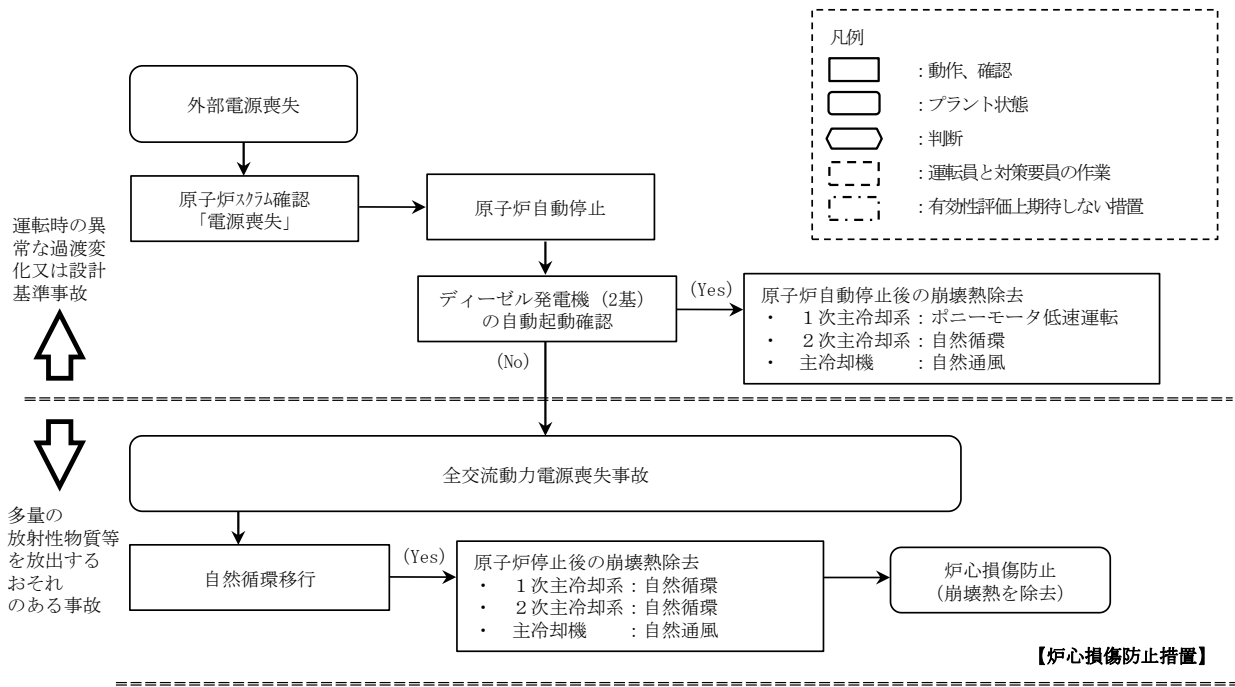 凡例
：動作、確認
：プラント状態
：判断
：運転員と対策要員の作業
：有効性評価上期待しない措置
外部電源喪失
原子炉ｽｸﾗﾑ確認
「電源喪失」
原子炉自動停止
運転時の異
常な過渡変
化又は設計
基準事故
ディーゼル発電機（2基）
の自動起動確認
(Yes)
(No)
原子炉自動停止後の崩壊熱除去
・　１次主冷却系：ポニーモータ低速運転
・　２次主冷却系：自然循環
・　主冷却機　　：自然通風
全交流動力電源喪失事故
多量の
放射性物質等
を放出する
おそれ
のある事故
自然循環移行
(Yes)
原子炉停止後の崩壊熱除去
・　１次主冷却系：自然循環
・　２次主冷却系：自然循環
・　主冷却機　　：自然通風
炉心損傷防止
（崩壊熱を除去）
【炉心損傷防止措置】